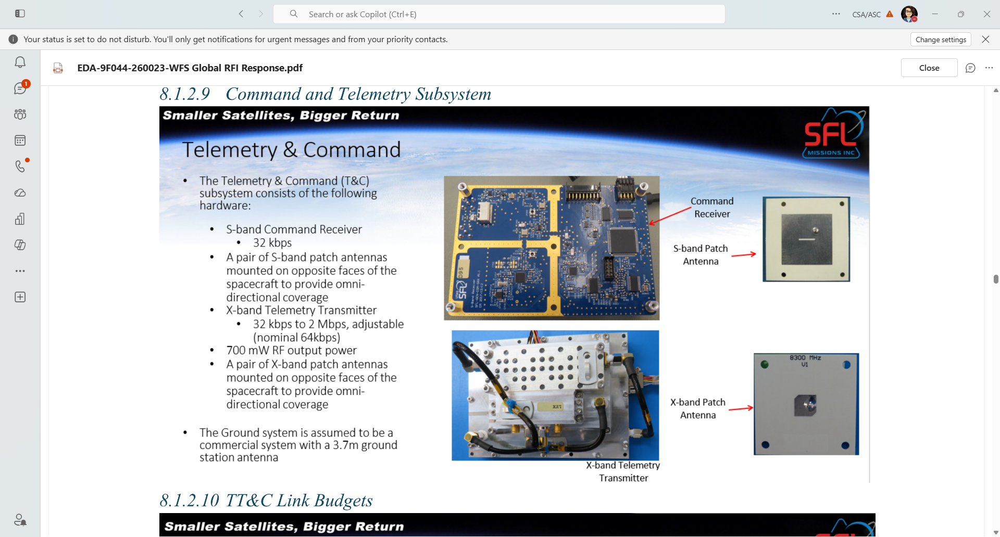 Search or ask Copilot (Ctrl+E)
CSA/ASC
Your status is set to do not disturb. You'll only get notifications for urgent messages and from your priority contacts.
Change settings
1
EDA-9F044-260023-WFS Global RFI Response.pdf
Close
8.1.2.9 Command and Telemetry Subsystem
Smaller Satellites, Bigger Return
SFL
MISSIONS INC
Telemetry & Command
• The Telemetry & Command (T&C)
subsystem consists of the following
hardware:
• S-band Command Receiver
• 32 kbps
• A pair of S-band patch antennas
mounted on opposite faces of the
spacecraft to provide omni-
directional coverage
• X-band Telemetry Transmitter
• 32 kbps to 2 Mbps, adjustable
(nominal 64kbps)
• 700 mW RF output power
• A pair of X-band patch antennas
mounted on opposite faces of the
spacecraft to provide omni-
directional coverage
• The Ground system is assumed to be a
commercial system with a 3.7m ground
station antenna
Command
Receiver
S-band Patch
Antenna
SFL
S-Band Receiver
8300 MHz
V1
X-band Patch
Antenna
X-band Telemetry
Transmitter
8.1.2.10 TT&C Link Budgets
Smaller Satellites, Bigger Return
SFL